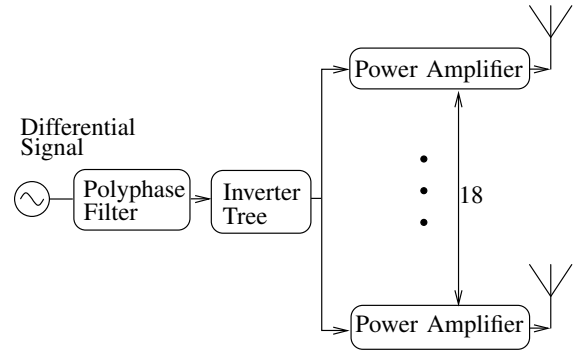 Differential
Signal
Polyphase
Filter
Inverter
Tree
Power Amplifier
18
Power Amplifier